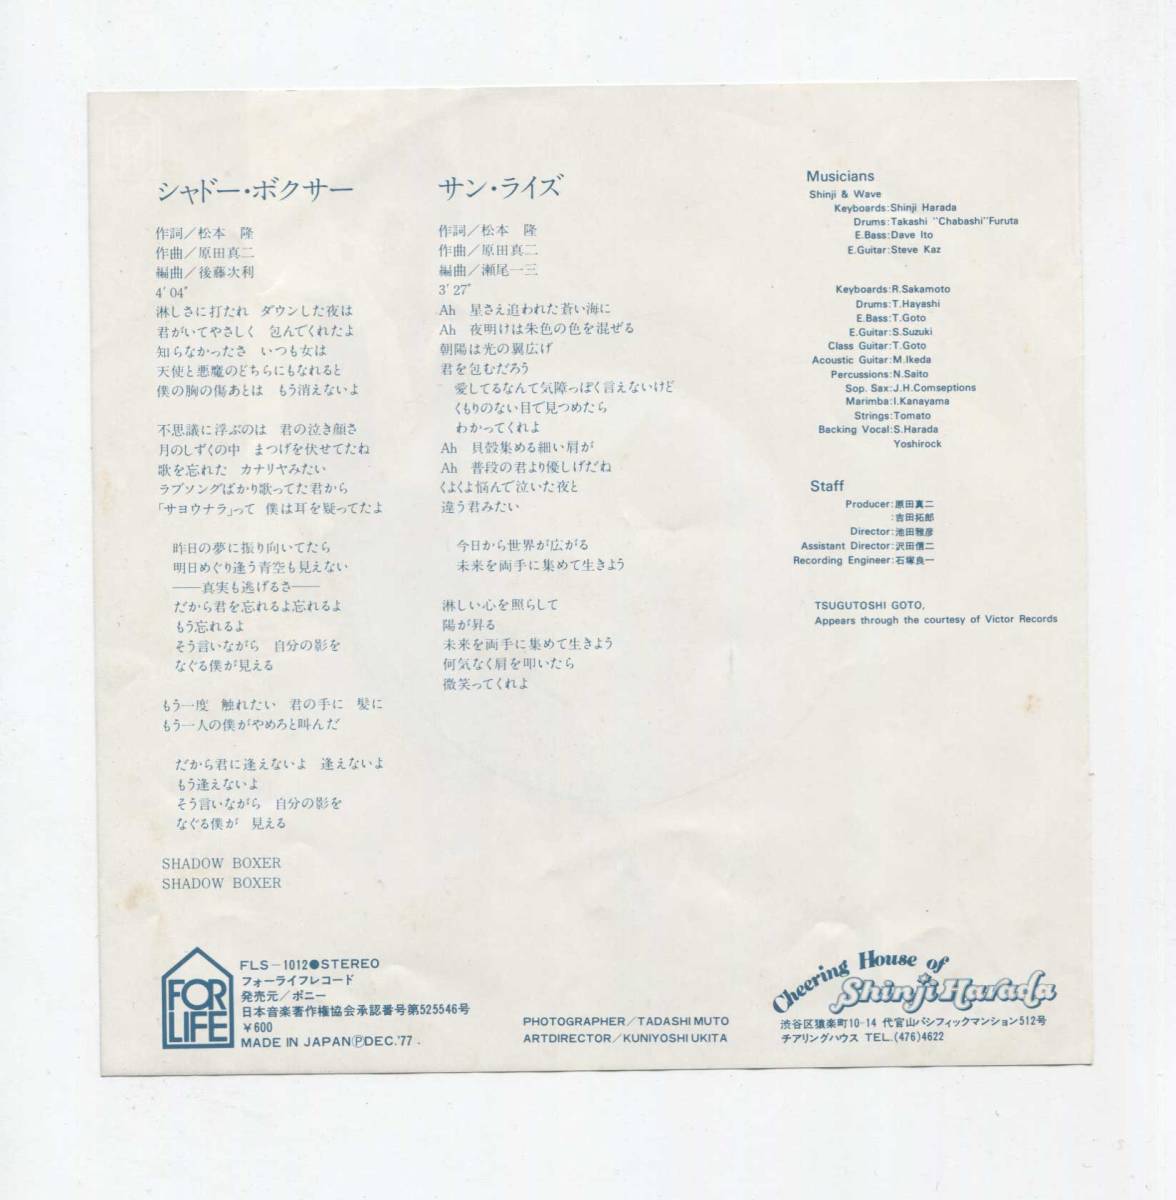 シャドー・ボクサー
作詞／松本 隆
作曲／原田真二
編曲／後藤次利
4′04″
淋しさに打たれ ダウンした夜は
君がいてやさしく 包んでくれたよ
知らなかったさ いつも女は
天使と悪魔のどちらにもなれると
僕の胸の傷あとは もう消えないよ
不思議に浮ぶのは 君の泣き顔さ
月のしずくの中 まつげを伏せてたね
歌を忘れた カナリヤみたい
ラブソングばかり歌ってた君から
「サヨウナラ」って 僕は耳を疑ってたよ
昨日の夢に振り向いてたら
明日めぐり逢う青空も見えない
──真実も逃げるさ──
だから君を忘れるよ忘れるよ
もう忘れるよ
そう言いながら 自分の影を
なぐる僕が見える
もう一度 触れたい 君の手に 髪に
もう一人の僕がやめろと叫んだ
だから君に逢えないよ 逢えないよ
もう逢えないよ
そう言いながら 自分の影を
なぐる僕が 見える
SHADOW BOXER
SHADOW BOXER
サン・ライズ
作詞／松本 隆
作曲／原田真二
編曲／瀬尾一三
3′27″
Ah 星さえ追われた蒼い海に
Ah 夜明けは朱色の色を混ぜる
朝陽は光の翼広げ
君を包むだろう
愛してるなんて気障っぽく言えないけど
くもりのない目で見つめたら
わかってくれよ
Ah 貝殻集める細い肩が
Ah 普段の君より優しげだね
くよくよ悩んで泣いた夜と
違う君みたい
今日から世界が広がる
未来を両手に集めて生きよう
淋しい心を照らして
陽が昇る
未来を両手に集めて生きよう
何気なく肩を叩いたら
微笑ってくれよ
Musicians
Shinji & Wave
Keyboards:Shinji Harada
Drums:Takashi "Chabashi"Furuta
E.Bass:Dave Ito
E.Guitar:Steve Kaz
Keyboards:R.Sakamoto
Drums:T.Hayashi
E.Bass:T.Goto
E.Guitar:S.Suzuki
Class Guitar:T.Goto
Acoustic Guitar:M.Ikeda
Percussions:N.Saito
Sop. Sax:J.H.Comseptions
Marimba:I.Kanayama
Strings:Tomato
Backing Vocal:S.Harada
Yoshirock
Staff
Producer:原田真二
:吉田拓郎
Director:池田雅彦
Assistant Director:沢田信二
Recording Engineer:石塚良一
TSUGUTOSHI GOTO,
Appears through the courtesy of Victor Records
FOR
LIFE
FLS-1012●STEREO
フォーライフレコード
発売元／ポニー
日本音楽著作権協会承認番号第525546号
¥600
MADE IN JAPANⓅDEC.'77.
PHOTOGRAPHER／TADASHI MUTO
ARTDIRECTOR／KUNIYOSHI UKITA
Cheering House of
Shinji Harada
渋谷区猿楽町10-14 代官山パシフィックマンション512号
チアリングハウス TEL.(476)4622